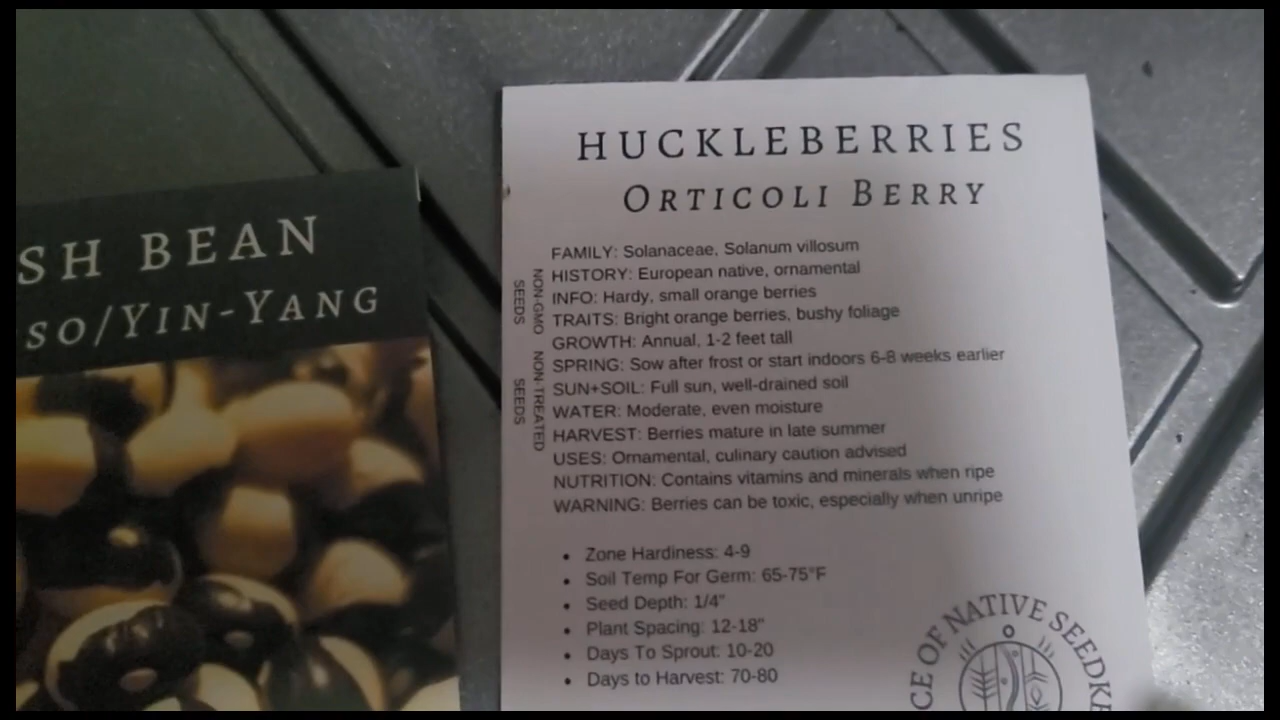 SH BEAN
SO/YIN-YANG
HUCKLEBERRIES
ORTICOLI BERRY
NON-GMO SEEDS
NON-TREATED SEEDS
FAMILY: Solanaceae, Solanum villosum
HISTORY: European native, ornamental
INFO: Hardy, small orange berries
TRAITS: Bright orange berries, bushy foliage
GROWTH: Annual, 1-2 feet tall
SPRING: Sow after frost or start indoors 6-8 weeks earlier
SUN+SOIL: Full sun, well-drained soil
WATER: Moderate, even moisture
HARVEST: Berries mature in late summer
USES: Ornamental, culinary caution advised
NUTRITION: Contains vitamins and minerals when ripe
WARNING: Berries can be toxic, especially when unripe
• Zone Hardiness: 4-9
• Soil Temp For Germ: 65-75°F
• Seed Depth: 1/4"
• Plant Spacing: 12-18"
• Days To Sprout: 10-20
• Days to Harvest: 70-80
CE OF NATIVE SEEDKE